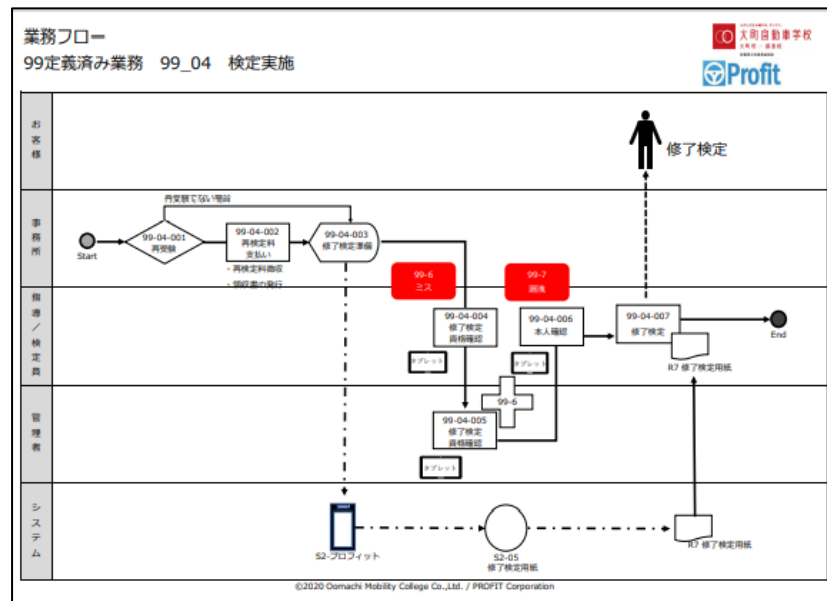 業務フロー
99定義済み業務 99_04 検定実施
大町自動車学校
Profit
お客様
修了検定
事務所
再受験でない場合
Start
99-04-001
再受験
99-04-002
再検定料
支払い
・再検定料徴収
・領収書の発行
99-04-003
修了検定準備
99-6
ミス
99-7
漏洩
指導/検定員
99-04-004
修了検定
資格確認
タブレット
99-04-006
本人確認
タブレット
99-04-007
修了検定
R7 修了検定用紙
End
管理者
99-6
99-04-005
修了検定
資格確認
タブレット
システム
S2-プロフィット
S2-05
修了検定用紙
R7 修了検定用紙
©2020 Oomachi Mobility College Co.,Ltd. / PROFIT Corporation